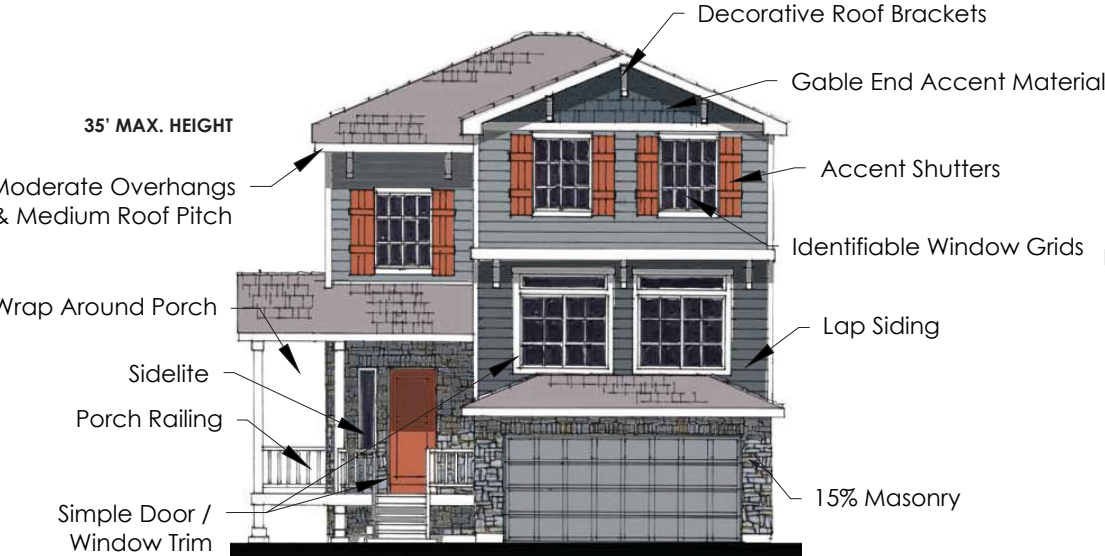 Decorative Roof Brackets
Gable End Accent Material
35' MAX. HEIGHT
Accent Shutters
Moderate Overhangs
& Medium Roof Pitch
Identifiable Window Grids
Wrap Around Porch
Lap Siding
Sidelite
Porch Railing
15% Masonry
Simple Door /
Window Trim